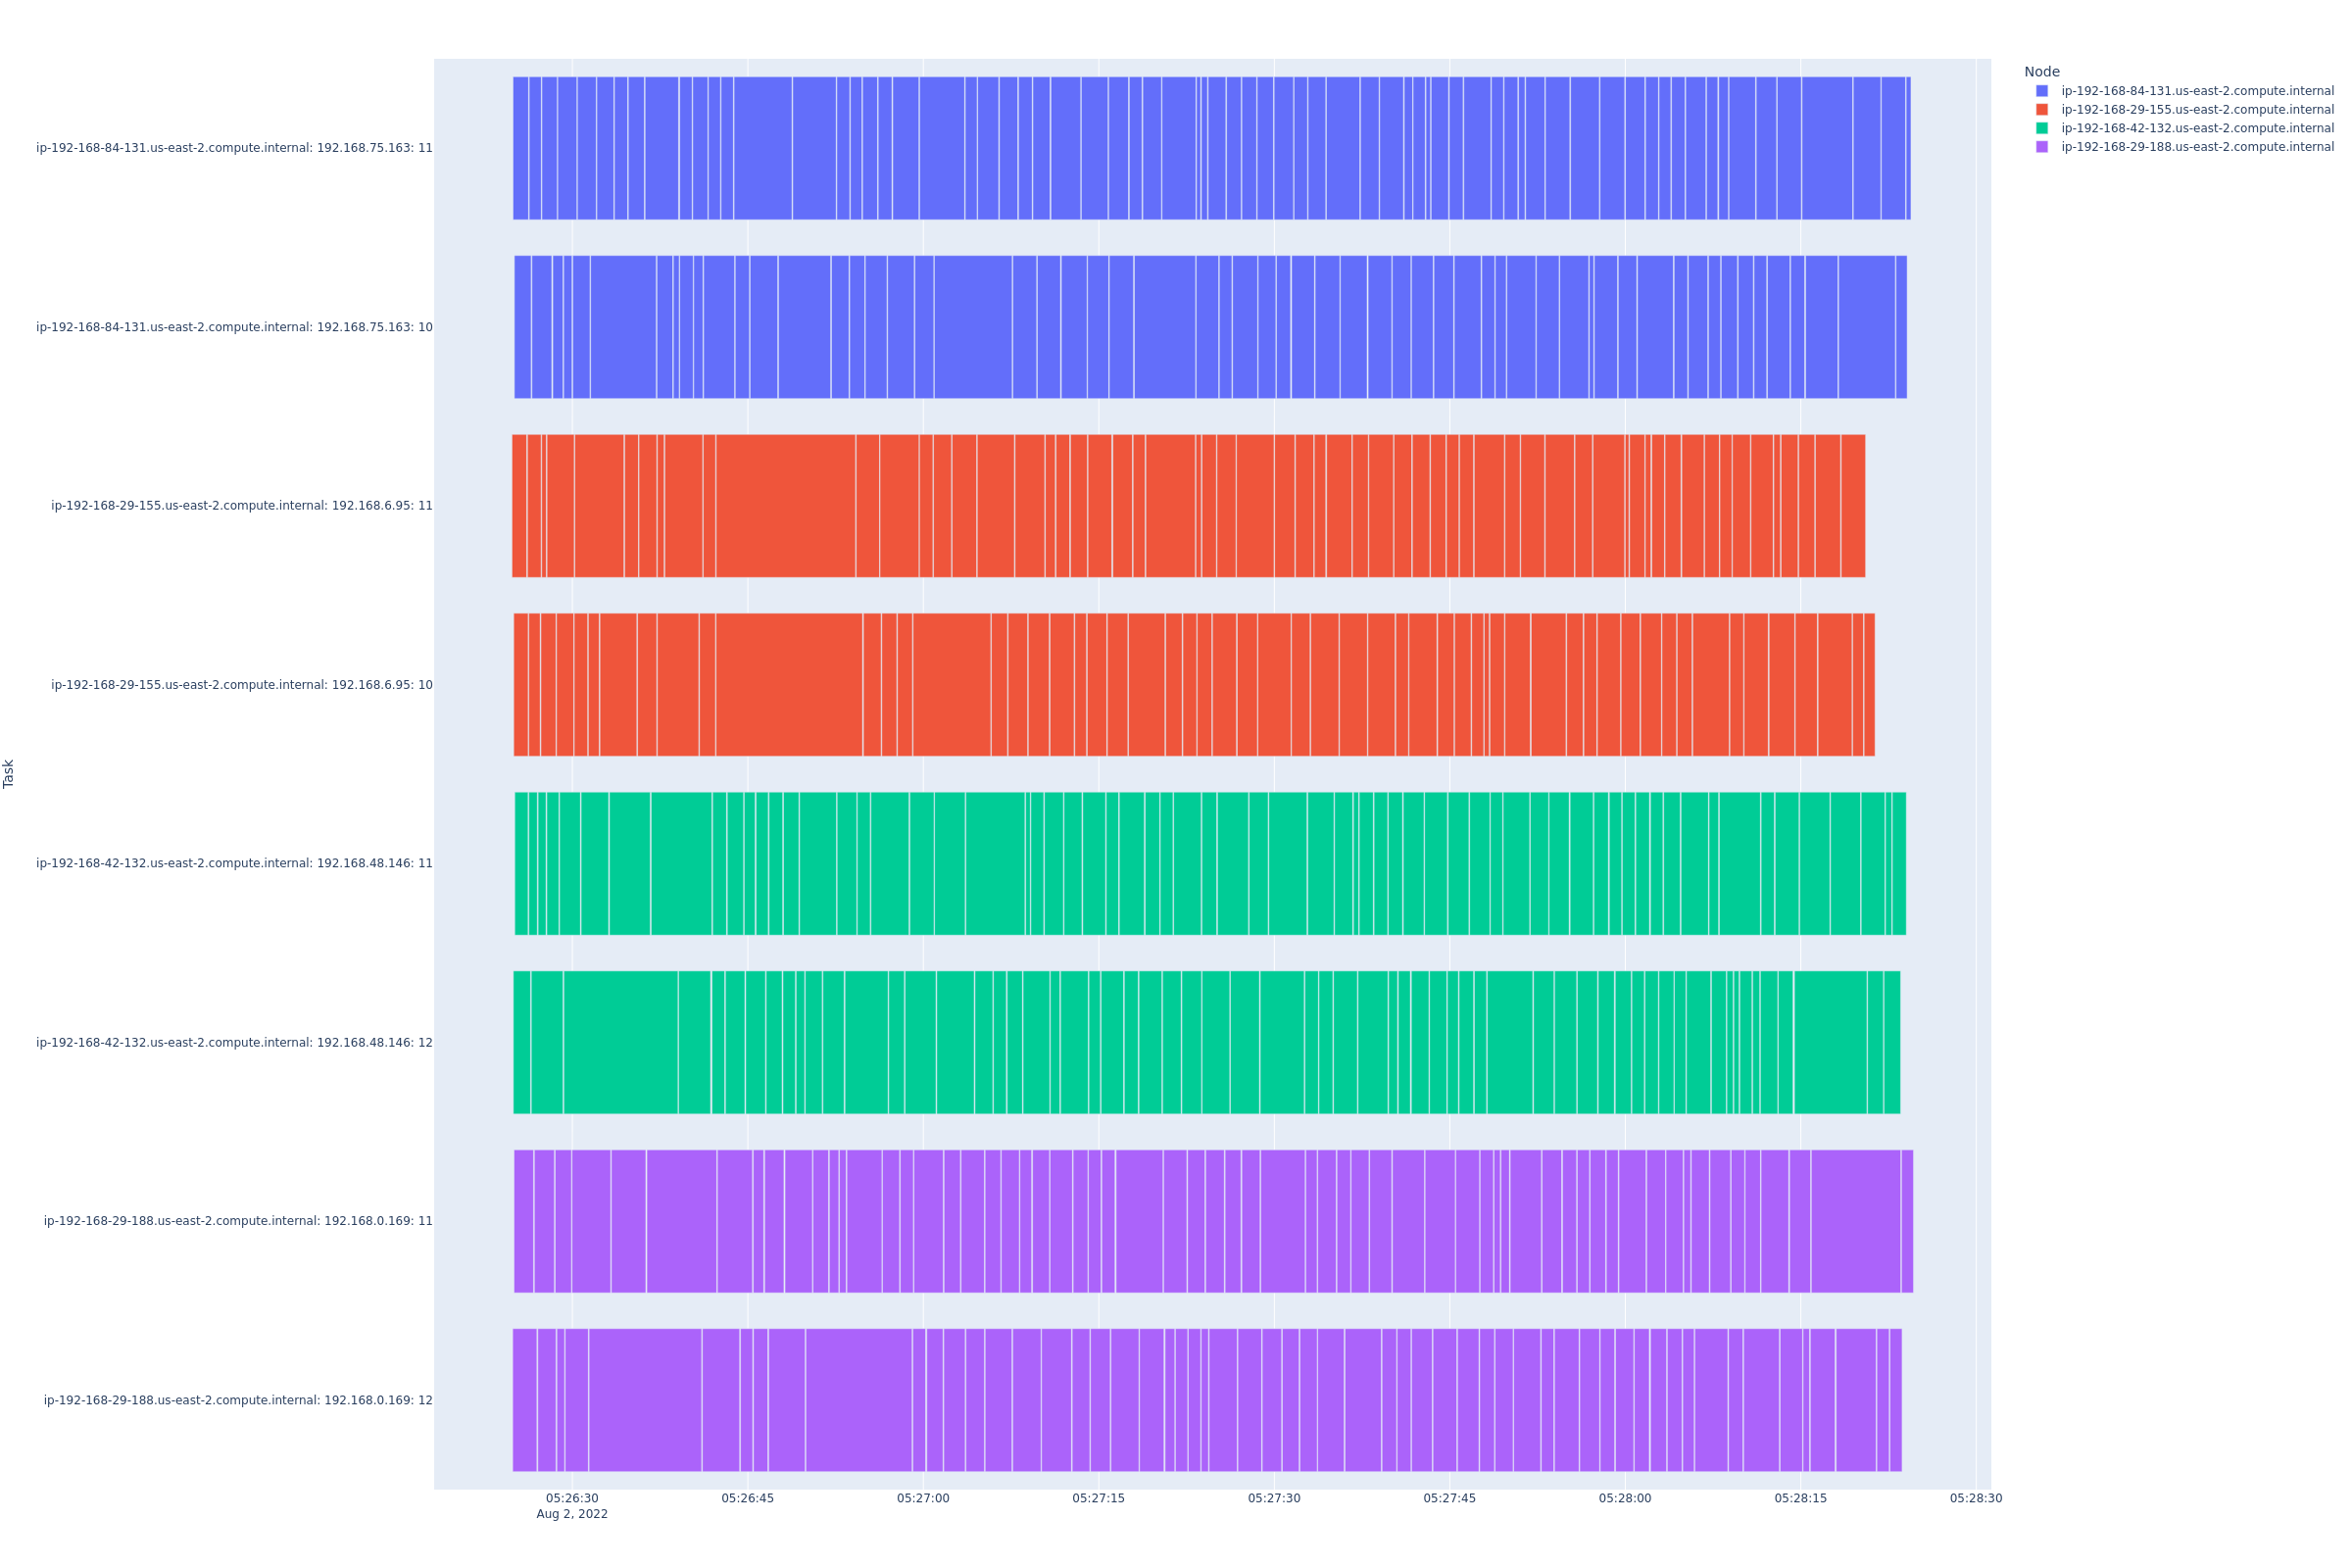 Node
ip-192-168-84-131.us-east-2.compute.internal
ip-192-168-29-155.us-east-2.compute.internal
ip-192-168-42-132.us-east-2.compute.internal
ip-192-168-29-188.us-east-2.compute.internal
Task
ip-192-168-84-131.us-east-2.compute.internal: 192.168.75.163: 11
ip-192-168-84-131.us-east-2.compute.internal: 192.168.75.163: 10
ip-192-168-29-155.us-east-2.compute.internal: 192.168.6.95: 11
ip-192-168-29-155.us-east-2.compute.internal: 192.168.6.95: 10
ip-192-168-42-132.us-east-2.compute.internal: 192.168.48.146: 11
ip-192-168-42-132.us-east-2.compute.internal: 192.168.48.146: 12
ip-192-168-29-188.us-east-2.compute.internal: 192.168.0.169: 11
ip-192-168-29-188.us-east-2.compute.internal: 192.168.0.169: 12
05:26:30 05:26:45 05:27:00 05:27:15 05:27:30 05:27:45 05:28:00 05:28:15 05:28:30
Aug 2, 2022